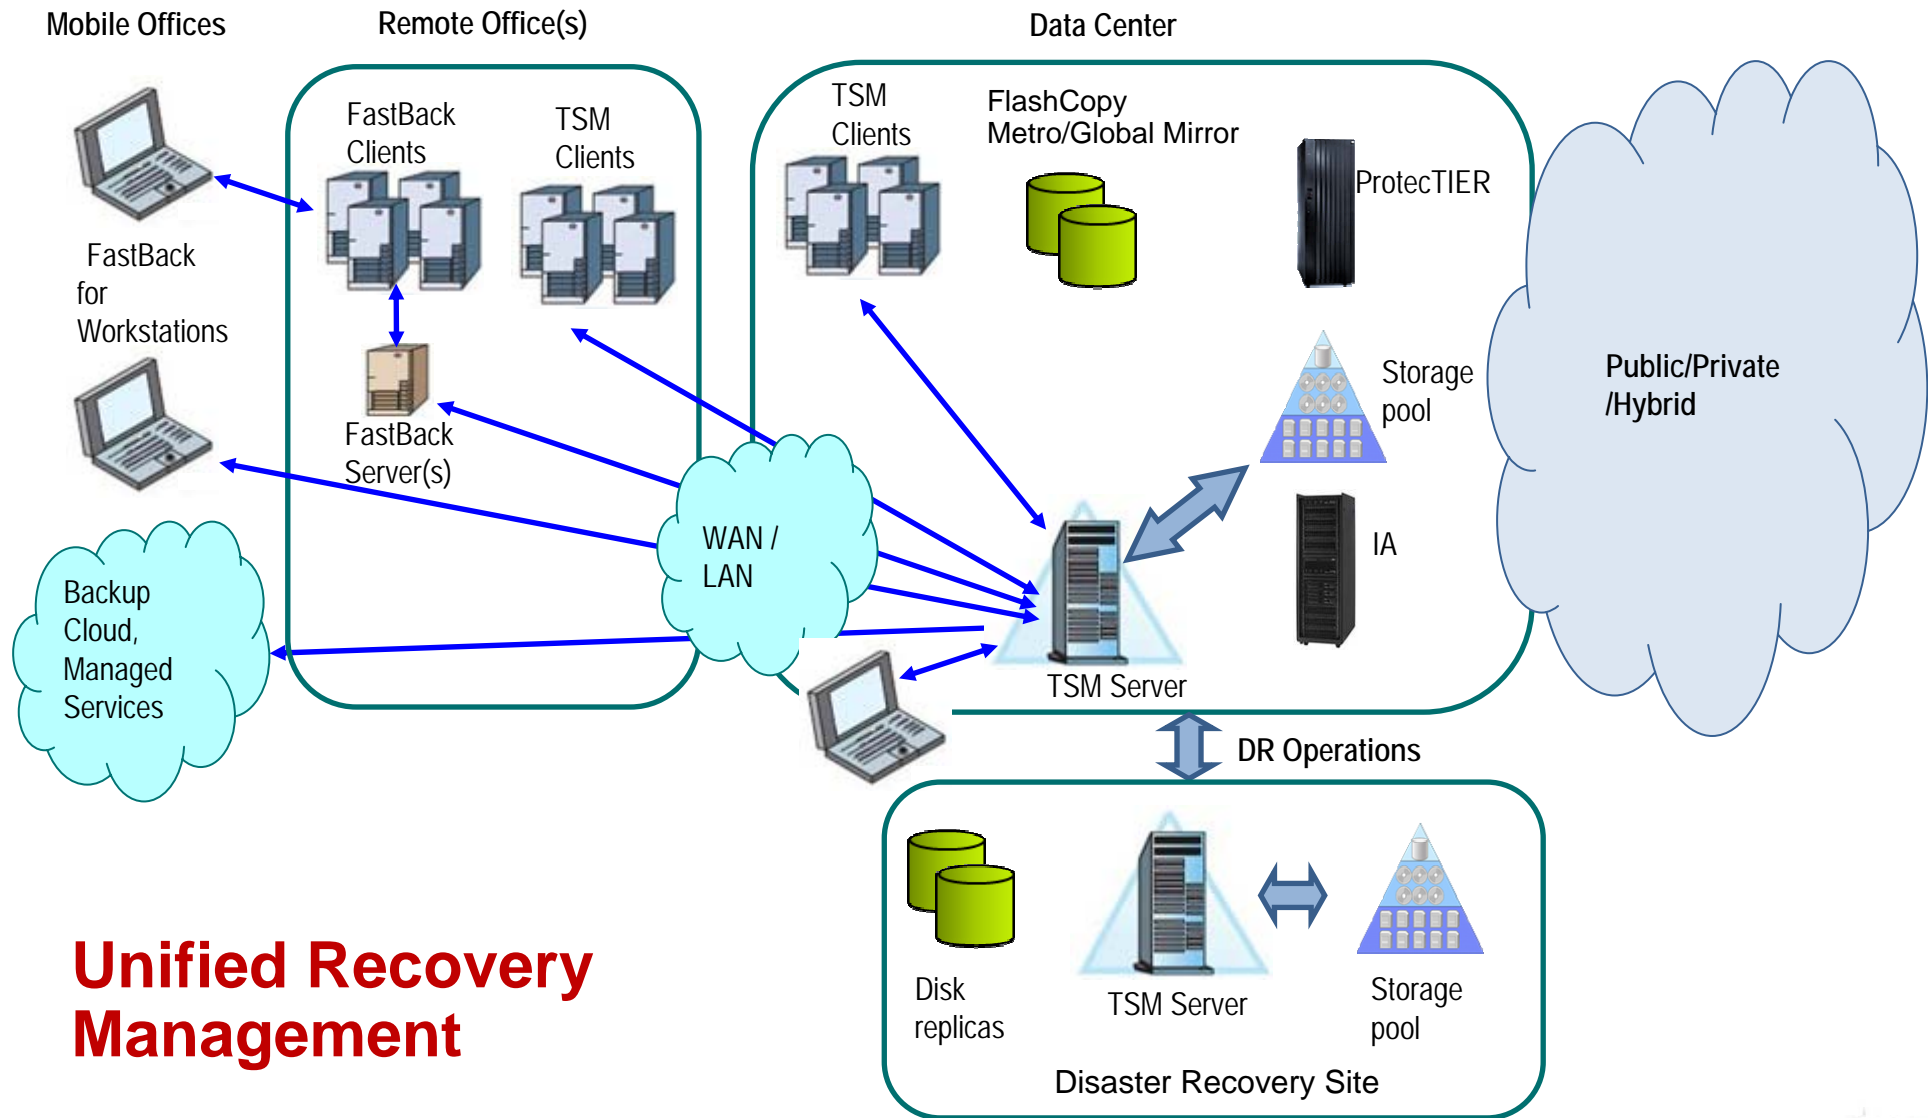 Mobile Offices
Remote Office(s)
Data Center
FastBack
Clients
TSM
Clients
TSM
Clients
FlashCopy
Metro/Global Mirror
ProtecTIER
FastBack
for
Workstations
Storage
pool
Public/Private
/Hybrid
FastBack
Server(s)
WAN /
LAN
IA
Backup
Cloud,
Managed
Services
TSM Server
DR Operations
Unified Recovery
Management
Disk
replicas
TSM Server
Storage
pool
Disaster Recovery Site